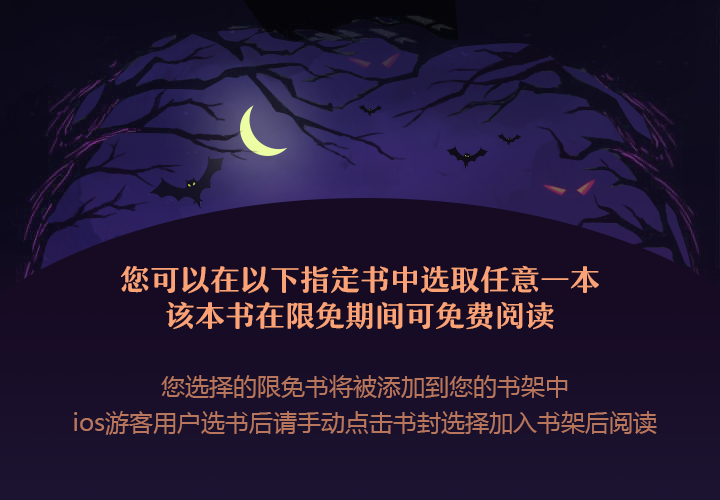 您可以在以下指定书中选取任意一本
该本书在限免期间可免费阅读
您选择的限免书将被添加到您的书架中
ios游客用户选书后请手动点击书封选择加入书架后阅读